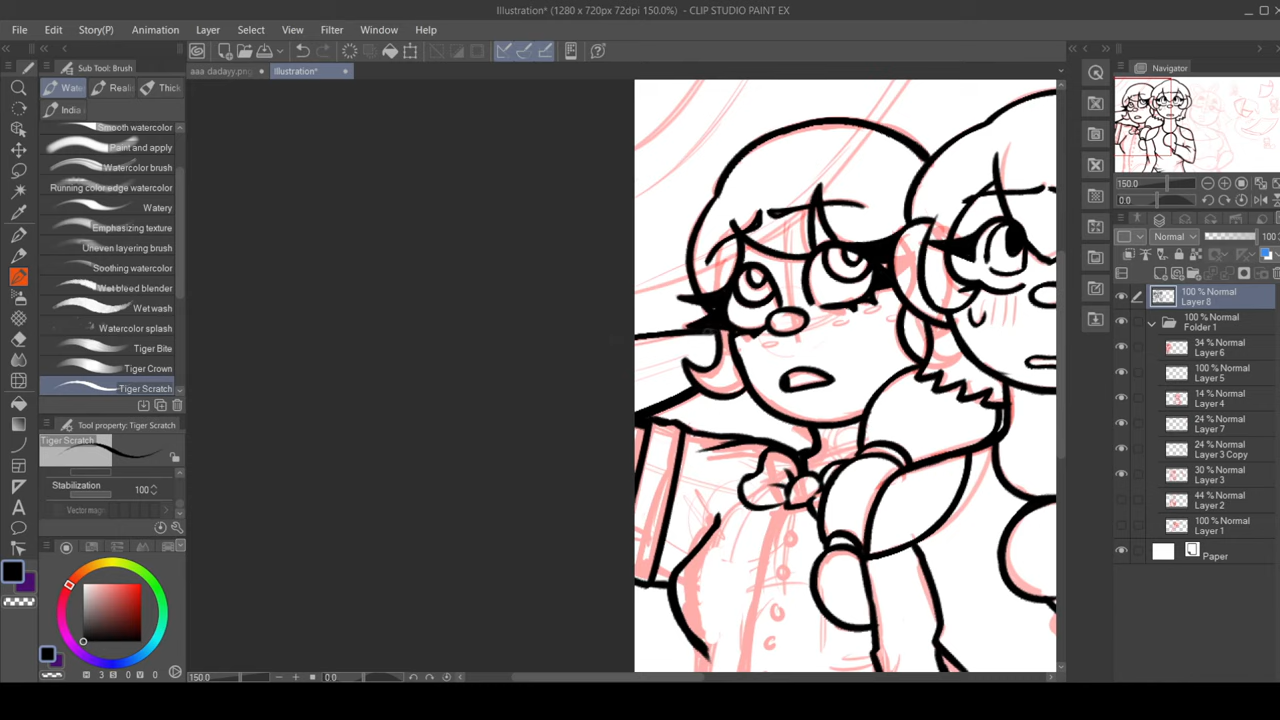 Illustration* (1280 x 720px 72dpi 150.0%) - CLIP STUDIO PAINT EX
File Edit Story(P) Animation Layer Select View Filter Window Help
Sub Tool: Brush
aaa dadayy.png
Illustration*
Navigator
Wate
Reali
Thick
India
Smooth watercolor
Paint and apply
Watercolor brush
Running color edge watercolor
Watery
Emphasizing texture
Uneven layering brush
Soothing watercolor
Wet bleed blender
Wet wash
Watercolor splash
Tiger Bite
Tiger Crown
Tiger Scratch
Tool property: Tiger Scratch
Tiger Scratch
Stabilization 100
Vector mag
H 3 S 0 V 0
150.0 0.0
150.0
0.0
Normal 100
100 % Normal
Layer 8
100 % Normal
Folder 1
34 % Normal
Layer 6
100 % Normal
Layer 5
14 % Normal
Layer 4
24 % Normal
Layer 7
24 % Normal
Layer 3 Copy
30 % Normal
Layer 3
44 % Normal
Layer 2
100 % Normal
Layer 1
Paper